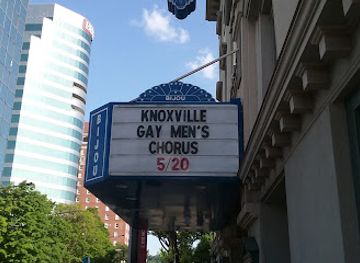 BIJOU
KNOXVILLE
GAY MEN'S
CHORUS
5/20
BIJOU